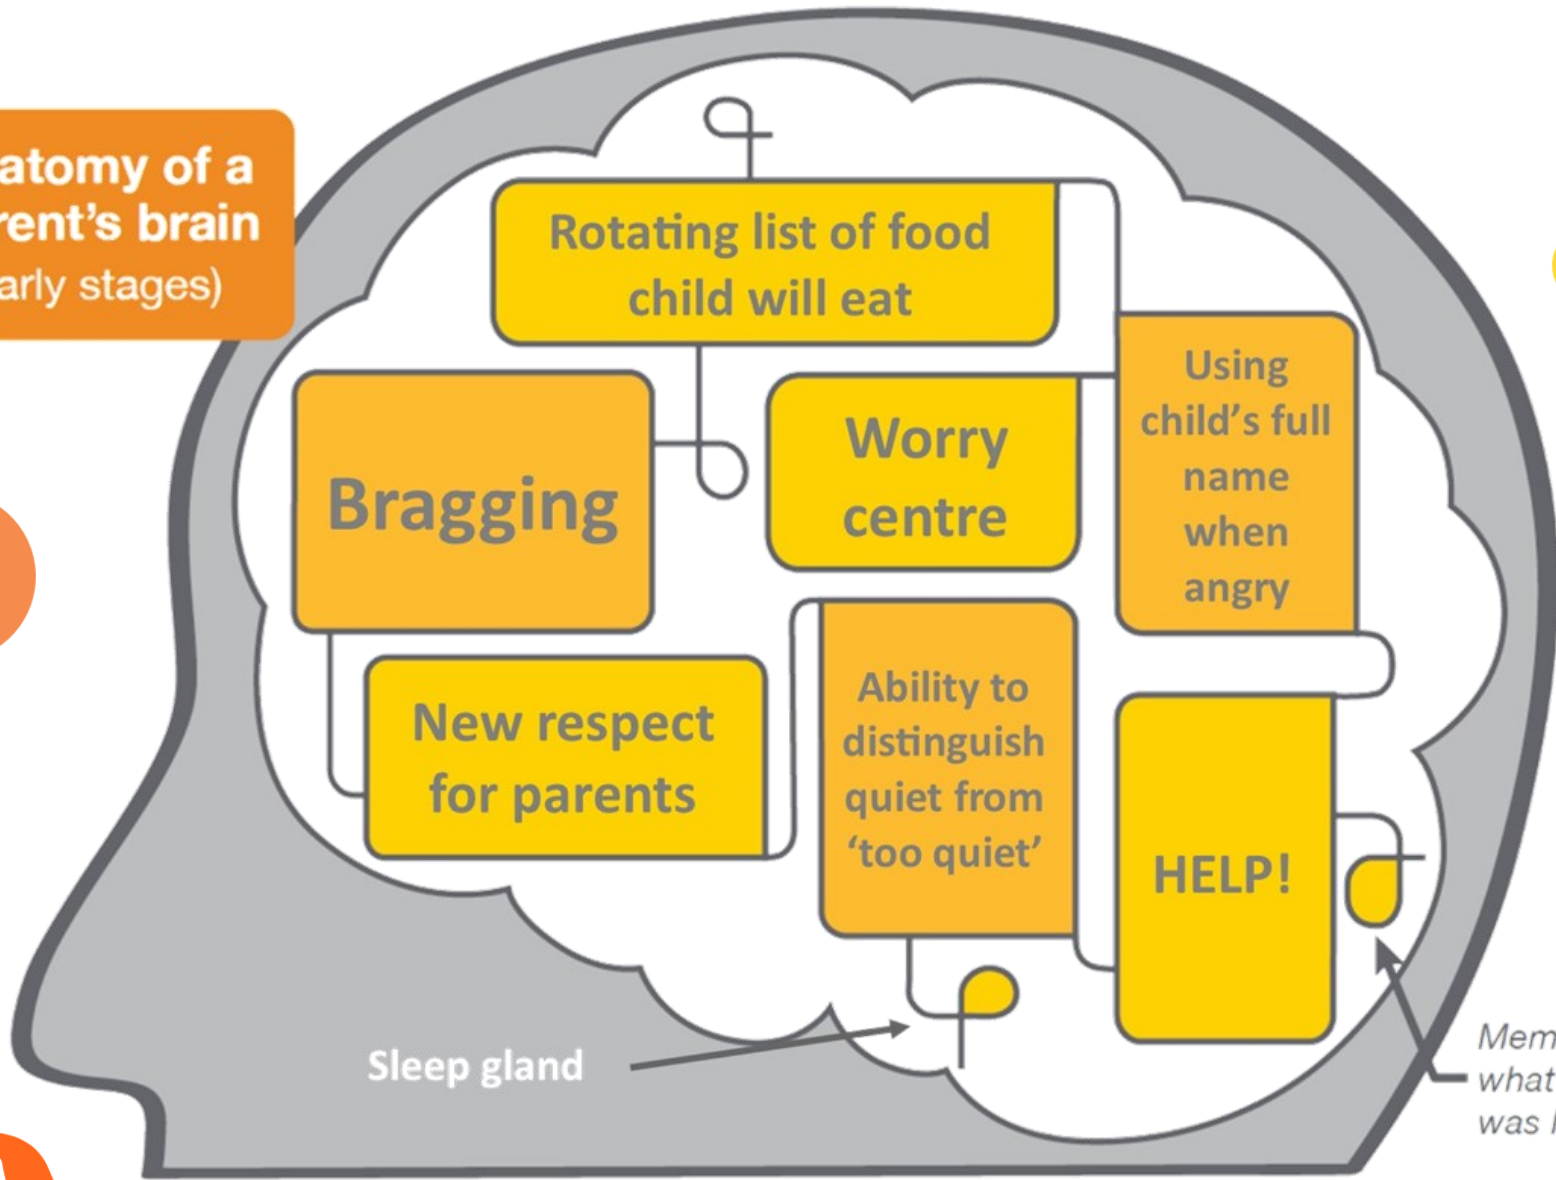 atomy of a
rent’s brain
arly stages)
Rotating list of food
child will eat
Bragging
Worry
centre
Using
child’s full
name
when
angry
New respect
for parents
Ability to
distinguish
quiet from
‘too quiet’
HELP!
Sleep gland
Mem
what
was